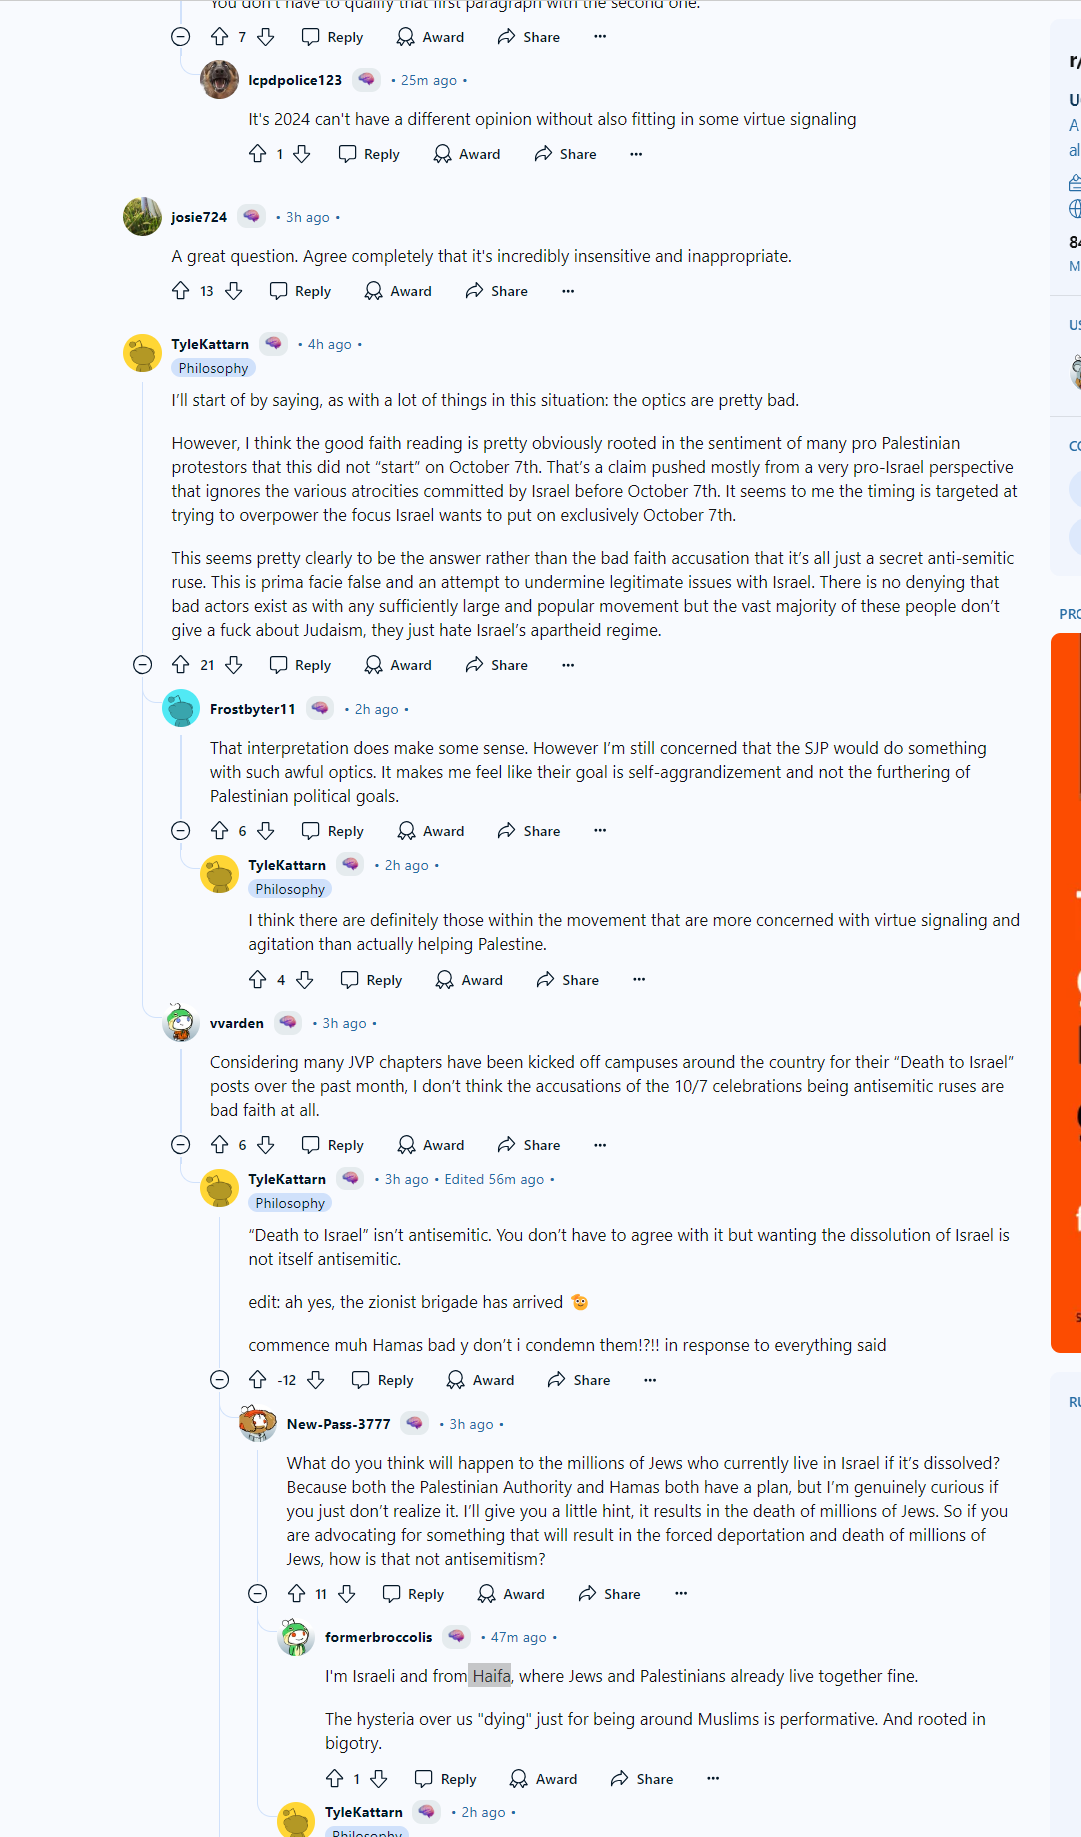 You don't have to qualify that first paragraph with the second one.
7 Reply Award Share
lcpdpolice123 • 25m ago •
It's 2024 can't have a different opinion without also fitting in some virtue signaling
1 Reply Award Share
josie724 • 3h ago •
A great question. Agree completely that it's incredibly insensitive and inappropriate.
13 Reply Award Share
TyleKattarn • 4h ago •
Philosophy
I’ll start of by saying, as with a lot of things in this situation: the optics are pretty bad.
However, I think the good faith reading is pretty obviously rooted in the sentiment of many pro Palestinian
protestors that this did not “start” on October 7th. That’s a claim pushed mostly from a very pro-Israel perspective
that ignores the various atrocities committed by Israel before October 7th. It seems to me the timing is targeted at
trying to overpower the focus Israel wants to put on exclusively October 7th.
This seems pretty clearly to be the answer rather than the bad faith accusation that it’s all just a secret anti-semitic
ruse. This is prima facie false and an attempt to undermine legitimate issues with Israel. There is no denying that
bad actors exist as with any sufficiently large and popular movement but the vast majority of these people don’t
give a fuck about Judaism, they just hate Israel’s apartheid regime.
21 Reply Award Share
Frostbyter11 • 2h ago •
That interpretation does make some sense. However I’m still concerned that the SJP would do something
with such awful optics. It makes me feel like their goal is self-aggrandizement and not the furthering of
Palestinian political goals.
6 Reply Award Share
TyleKattarn • 2h ago •
Philosophy
I think there are definitely those within the movement that are more concerned with virtue signaling and
agitation than actually helping Palestine.
4 Reply Award Share
vvarden • 3h ago •
Considering many JVP chapters have been kicked off campuses around the country for their “Death to Israel”
posts over the past month, I don’t think the accusations of the 10/7 celebrations being antisemitic ruses are
bad faith at all.
6 Reply Award Share
TyleKattarn • 3h ago • Edited 56m ago •
Philosophy
“Death to Israel” isn’t antisemitic. You don’t have to agree with it but wanting the dissolution of Israel is
not itself antisemitic.
edit: ah yes, the zionist brigade has arrived 🫡
commence muh Hamas bad y don’t i condemn them!?!! in response to everything said
-12 Reply Award Share
New-Pass-3777 • 3h ago •
What do you think will happen to the millions of Jews who currently live in Israel if it’s dissolved?
Because both the Palestinian Authority and Hamas both have a plan, but I’m genuinely curious if
you just don’t realize it. I’ll give you a little hint, it results in the death of millions of Jews. So if you
are advocating for something that will result in the forced deportation and death of millions of
Jews, how is that not antisemitism?
11 Reply Award Share
formerbroccolis • 47m ago •
I'm Israeli and from Haifa, where Jews and Palestinians already live together fine.
The hysteria over us "dying" just for being around Muslims is performative. And rooted in
bigotry.
1 Reply Award Share
TyleKattarn • 2h ago •
Philosophy
r/